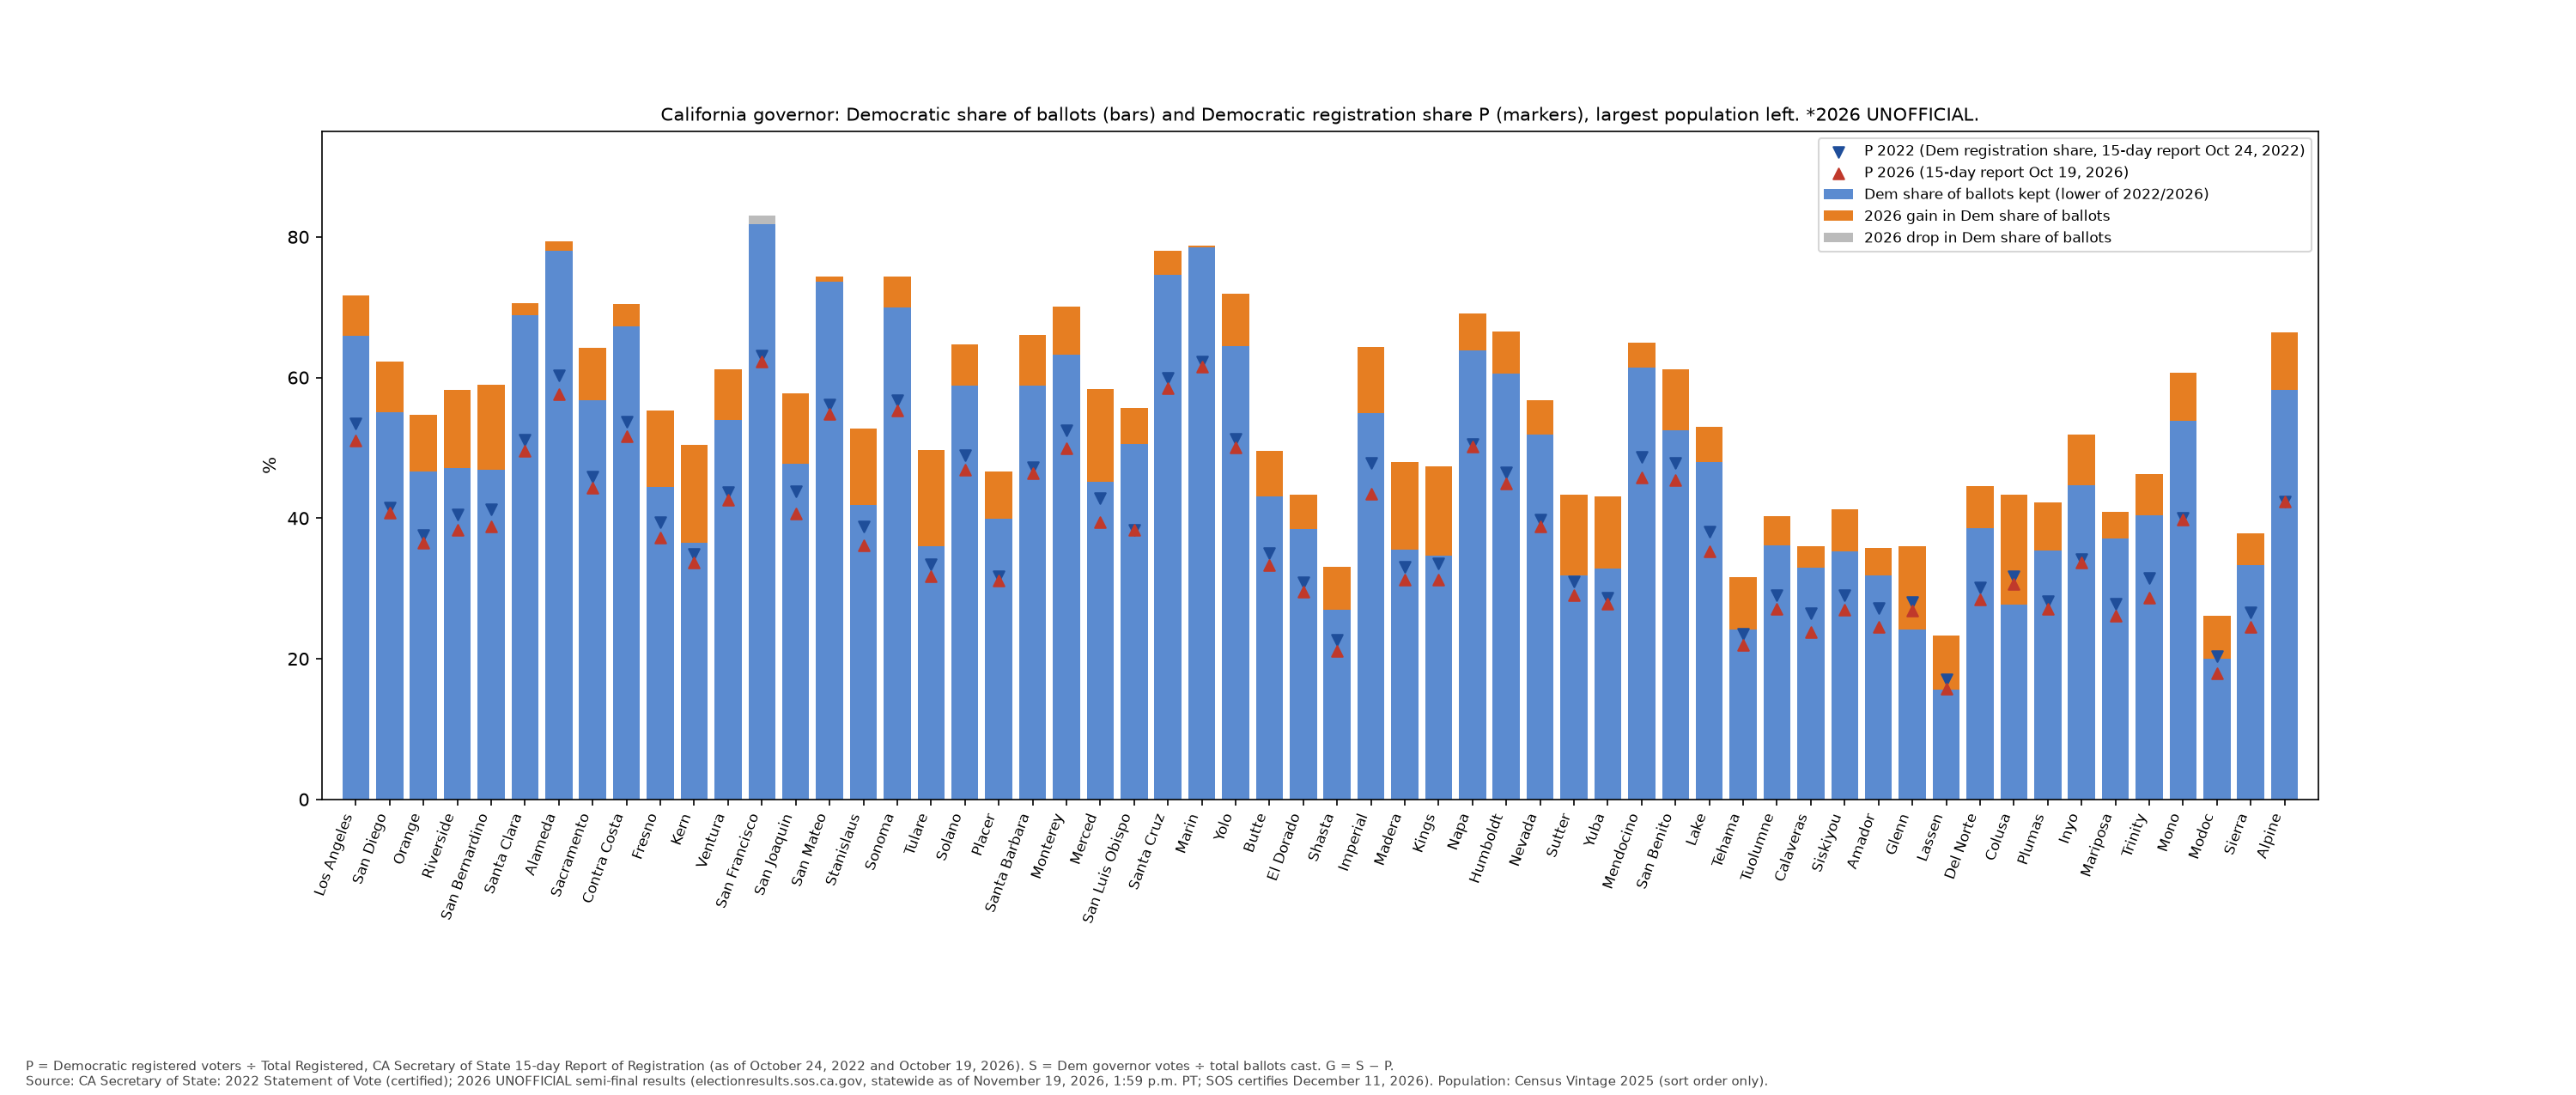 California governor: Democratic share of ballots (bars) and Democratic registration share P (markers), largest population left. *2026 UNOFFICIAL.
P 2022 (Dem registration share, 15-day report Oct 24, 2022)
P 2026 (15-day report Oct 19, 2026)
Dem share of ballots kept (lower of 2022/2026)
2026 gain in Dem share of ballots
2026 drop in Dem share of ballots
%
80
60
40
20
0
Los Angeles
San Diego
Orange
Riverside
San Bernardino
Santa Clara
Alameda
Sacramento
Contra Costa
Fresno
Kern
Ventura
San Francisco
San Joaquin
San Mateo
Stanislaus
Sonoma
Tulare
Solano
Placer
Santa Barbara
Monterey
Merced
San Luis Obispo
Santa Cruz
Marin
Yolo
Butte
El Dorado
Shasta
Imperial
Madera
Kings
Napa
Humboldt
Nevada
Sutter
Yuba
Mendocino
San Benito
Lake
Tehama
Tuolumne
Calaveras
Siskiyou
Amador
Glenn
Lassen
Del Norte
Colusa
Plumas
Inyo
Mariposa
Trinity
Mono
Modoc
Sierra
Alpine
P = Democratic registered voters ÷ Total Registered, CA Secretary of State 15-day Report of Registration (as of October 24, 2022 and October 19, 2026). S = Dem governor votes ÷ total ballots cast. G = S − P.
Source: CA Secretary of State: 2022 Statement of Vote (certified); 2026 UNOFFICIAL semi-final results (electionresults.sos.ca.gov, statewide as of November 19, 2026, 1:59 p.m. PT; SOS certifies December 11, 2026). Population: Census Vintage 2025 (sort order only).